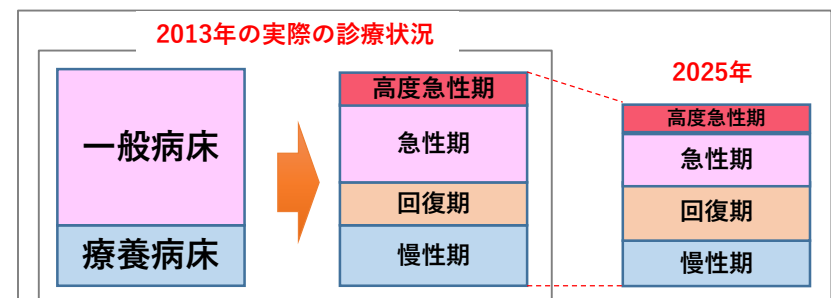 2013年の実際の診療状況
一般病床
療養病床
高度急性期
急性期
回復期
慢性期
2025年
高度急性期
急性期
回復期
慢性期